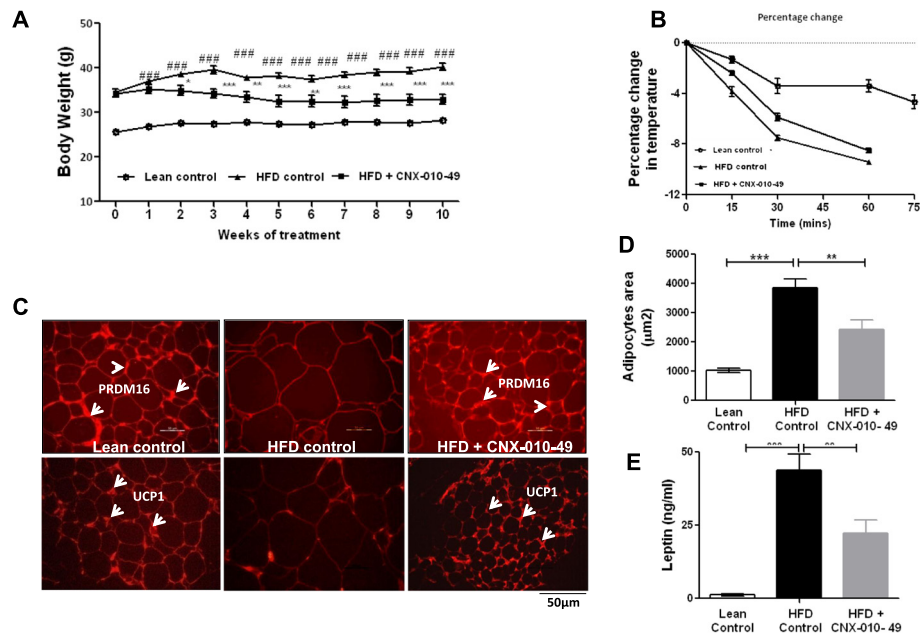 A
Body Weight (g)
50
40
30
20
10
### ### ### ### ### ### ### ### ### ###
* *** ** *** ** *** *** *** ***
Lean control HFD control HFD + CNX-010-49
0 1 2 3 4 5 6 7 8 9 10
Weeks of treatment
B
Percentage change
Percentage change
in temperature
0
-4
-8
-12
Lean control
HFD control
HFD + CNX-010-49
0 15 30 45 60 75
Time (mins)
C
PRDM16
PRDM16
Lean control
HFD control
HFD + CNX-010-49
UCP1
UCP1
50μm
D
Adipocytes area
(μm2)
5000
4000
3000
2000
1000
0
*** **
Lean HFD HFD +
Control Control CNX-010- 49
E
Leptin (ng/ml)
50
25
0
Lean HFD HFD +
Control Control CNX-010- 49